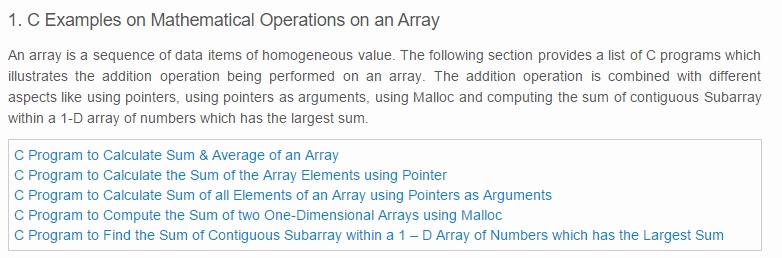 1. C Examples on Mathematical Operations on an Array
An array is a sequence of data items of homogeneous value. The following section provides a list of C programs which
illustrates the addition operation being performed on an array. The addition operation is combined with different
aspects like using pointers, using pointers as arguments, using Malloc and computing the sum of contiguous Subarray
within a 1-D array of numbers which has the largest sum.
C Program to Calculate Sum & Average of an Array
C Program to Calculate the Sum of the Array Elements using Pointer
C Program to Calculate Sum of all Elements of an Array using Pointers as Arguments
C Program to Compute the Sum of two One-Dimensional Arrays using Malloc
C Program to Find the Sum of Contiguous Subarray within a 1 – D Array of Numbers which has the Largest Sum